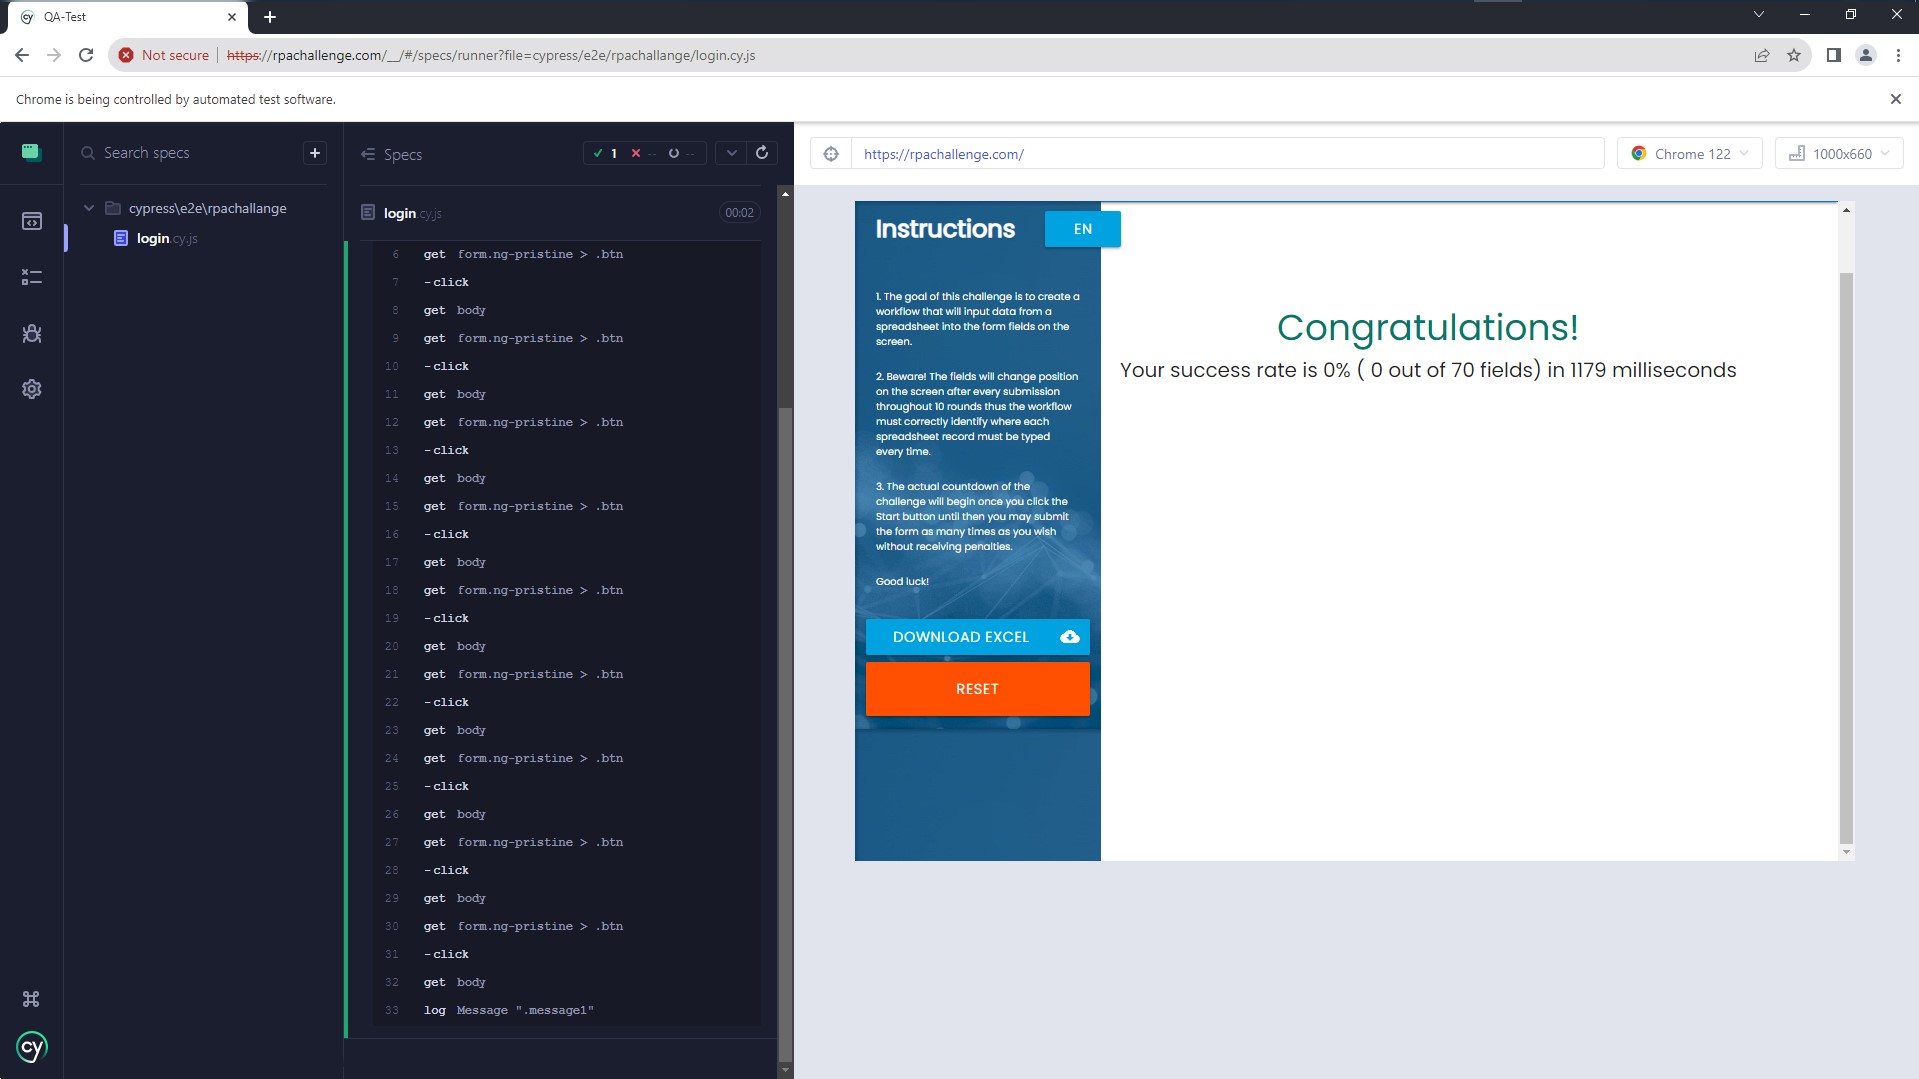 QA-Test
Not secure
https://rpachallenge.com/__/#/specs/runner?file=cypress/e2e/rpachallange/login.cy.js
Chrome is being controlled by automated test software.
Search specs
cypress\e2e\rpachallange
login.cy.js
Specs
1 -- --
login.cy.js
00:02
6 get form.ng-pristine > .btn
7 -click
8 get body
9 get form.ng-pristine > .btn
10 -click
11 get body
12 get form.ng-pristine > .btn
13 -click
14 get body
15 get form.ng-pristine > .btn
16 -click
17 get body
18 get form.ng-pristine > .btn
19 -click
20 get body
21 get form.ng-pristine > .btn
22 -click
23 get body
24 get form.ng-pristine > .btn
25 -click
26 get body
27 get form.ng-pristine > .btn
28 -click
29 get body
30 get form.ng-pristine > .btn
31 -click
32 get body
33 log Message ".message1"
cy
https://rpachallenge.com/
Chrome 122
1000x660
Instructions
EN
1. The goal of this challenge is to create a
workflow that will input data from a
spreadsheet into the form fields on the
screen.
2. Beware! The fields will change position
on the screen after every submission
throughout 10 rounds thus the workflow
must correctly identify where each
spreadsheet record must be typed
every time.
3. The actual countdown of the
challenge will begin once you click the
Start button until then you may submit
the form as many times as you wish
without receiving penalties.
Good luck!
DOWNLOAD EXCEL
RESET
Congratulations!
Your success rate is 0% ( 0 out of 70 fields) in 1179 milliseconds